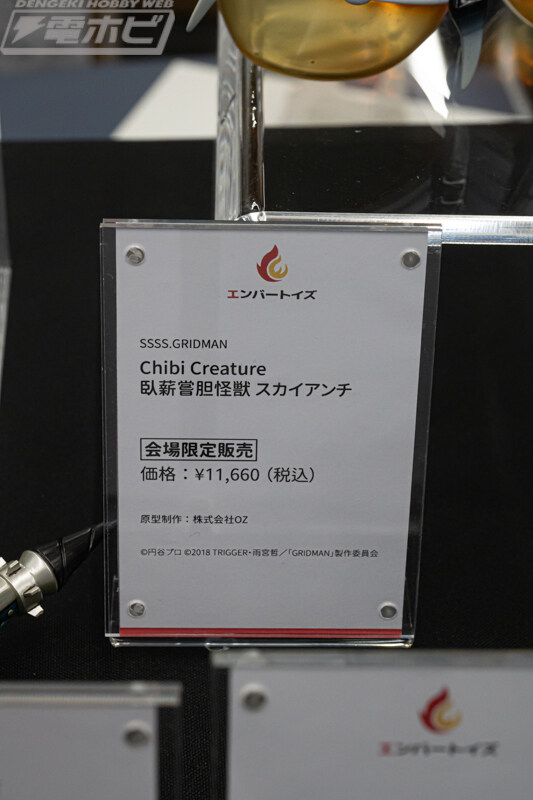 DENGEKI HOBBY WEB
電ホビ
エンバートイズ
SSSS.GRIDMAN
Chibi Creature
臥薪嘗胆怪獣 スカイアンチ
会場限定販売
価格：¥11,660（税込）
原型制作：株式会社OZ
©円谷プロ ©2018 TRIGGER・雨宮哲／「GRIDMAN」製作委員会
エンバートイズ